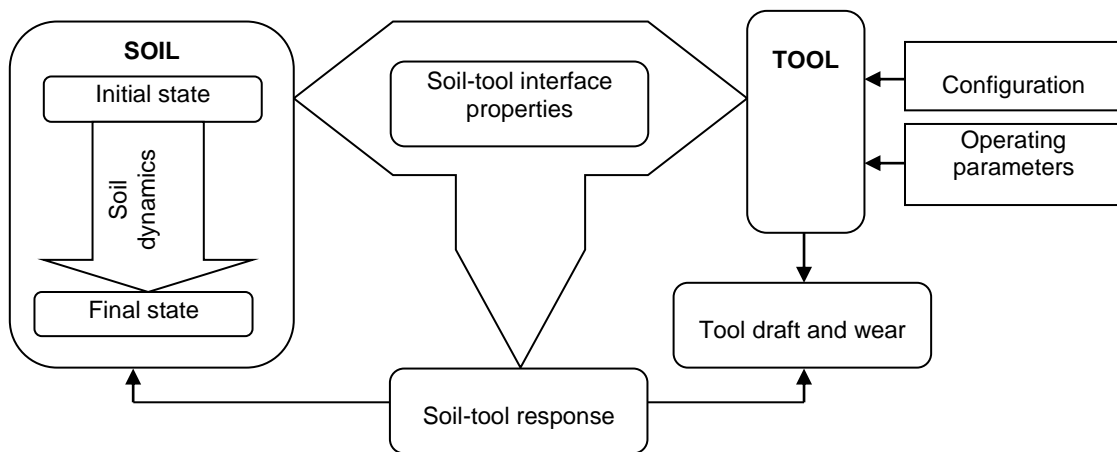 SOIL
Initial state
Soil
dynamics
Final state
Soil-tool interface
properties
TOOL
Configuration
Operating
parameters
Tool draft and wear
Soil-tool response